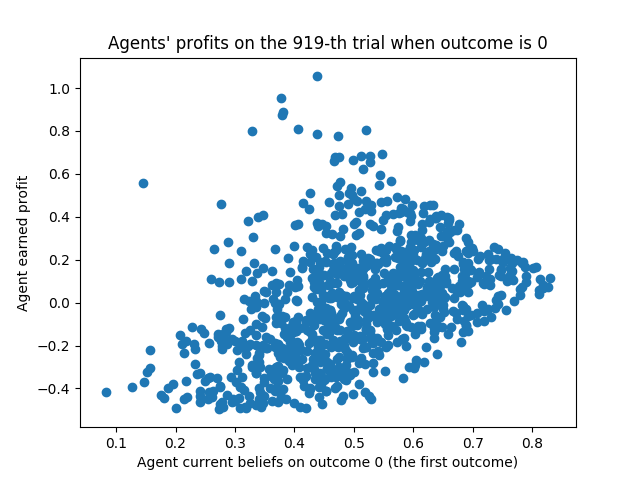 Agents' profits on the 919-th trial when outcome is 0
Agent earned profit
1.0
0.8
0.6
0.4
0.2
0.0
−0.2
−0.4
0.1 0.2 0.3 0.4 0.5 0.6 0.7 0.8
Agent current beliefs on outcome 0 (the first outcome)